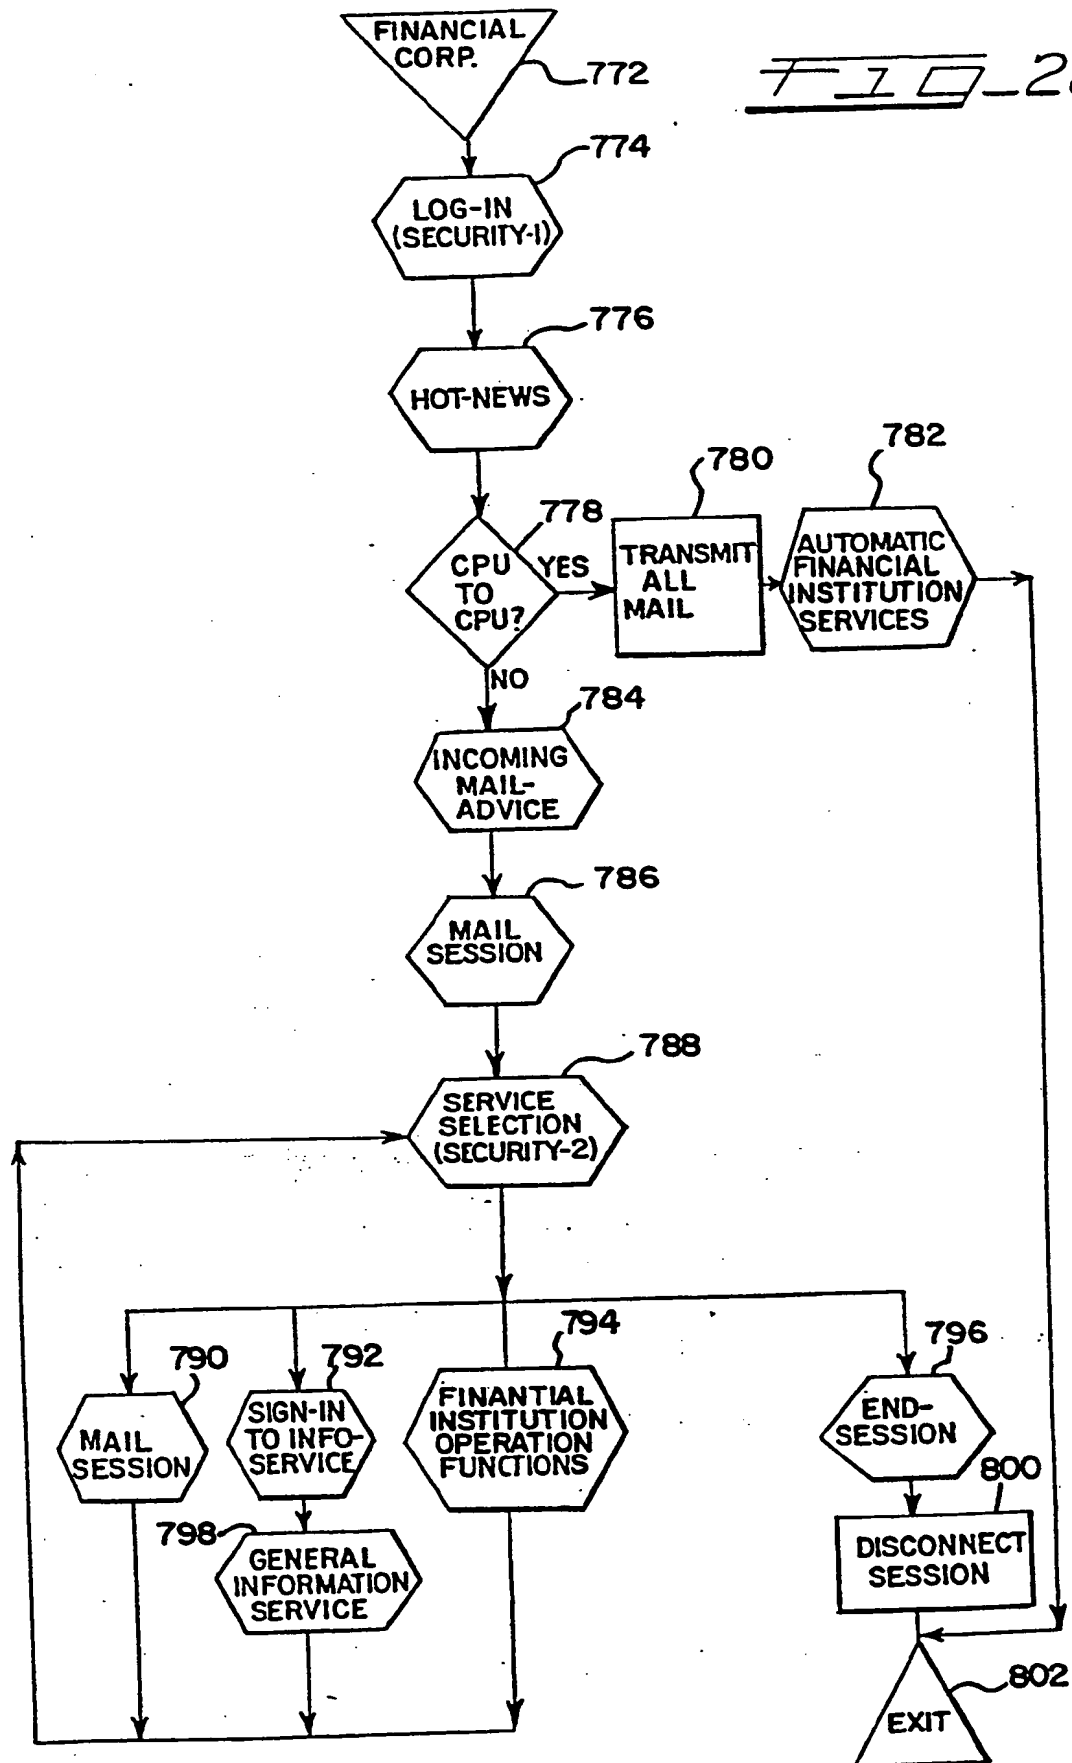 FINANCIAL
CORP.
772
FIG_2
774
LOG-IN
(SECURITY-1)
776
HOT-NEWS
778
CPU
TO
CPU?
YES
NO
780
TRANSMIT
ALL
MAIL
782
AUTOMATIC
FINANCIAL
INSTITUTION
SERVICES
784
INCOMING
MAIL-
ADVICE
786
MAIL
SESSION
788
SERVICE
SELECTION
(SECURITY-2)
790
MAIL
SESSION
792
SIGN-IN
TO INFO-
SERVICE
794
FINANTIAL
INSTITUTION
OPERATION
FUNCTIONS
796
END-
SESSION
798
GENERAL
INFORMATION
SERVICE
800
DISCONNECT
SESSION
802
EXIT